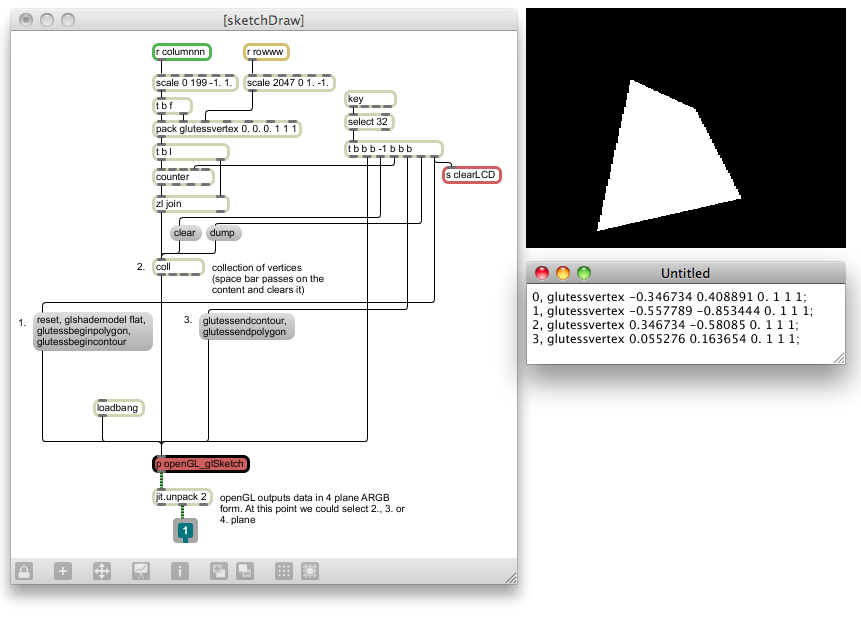 [sketchDraw]
r columnnn
r rowww
scale 0 199 -1. 1.
scale 2047 0 1. -1.
key
t b f
select 32
pack glutessvertex 0. 0. 0. 1 1 1
t b l
t b b b -1 b b b
s clearLCD
counter
zl join
clear
dump
2.
coll
collection of vertices
(space bar passes on the
content and clears it)
1.
reset, glshademodel flat,
glutessbeginpolygon,
glutessbegincontour
3.
glutessendcontour,
glutessendpolygon
loadbang
p openGL_glSketch
jit.unpack 2
openGL outputs data in 4 plane ARGB
form. At this point we could select 2., 3. or
4. plane
1
i
Untitled
0, glutessvertex -0.346734 0.408891 0. 1 1 1;
1, glutessvertex -0.557789 -0.853444 0. 1 1 1;
2, glutessvertex 0.346734 -0.58085 0. 1 1 1;
3, glutessvertex 0.055276 0.163654 0. 1 1 1;